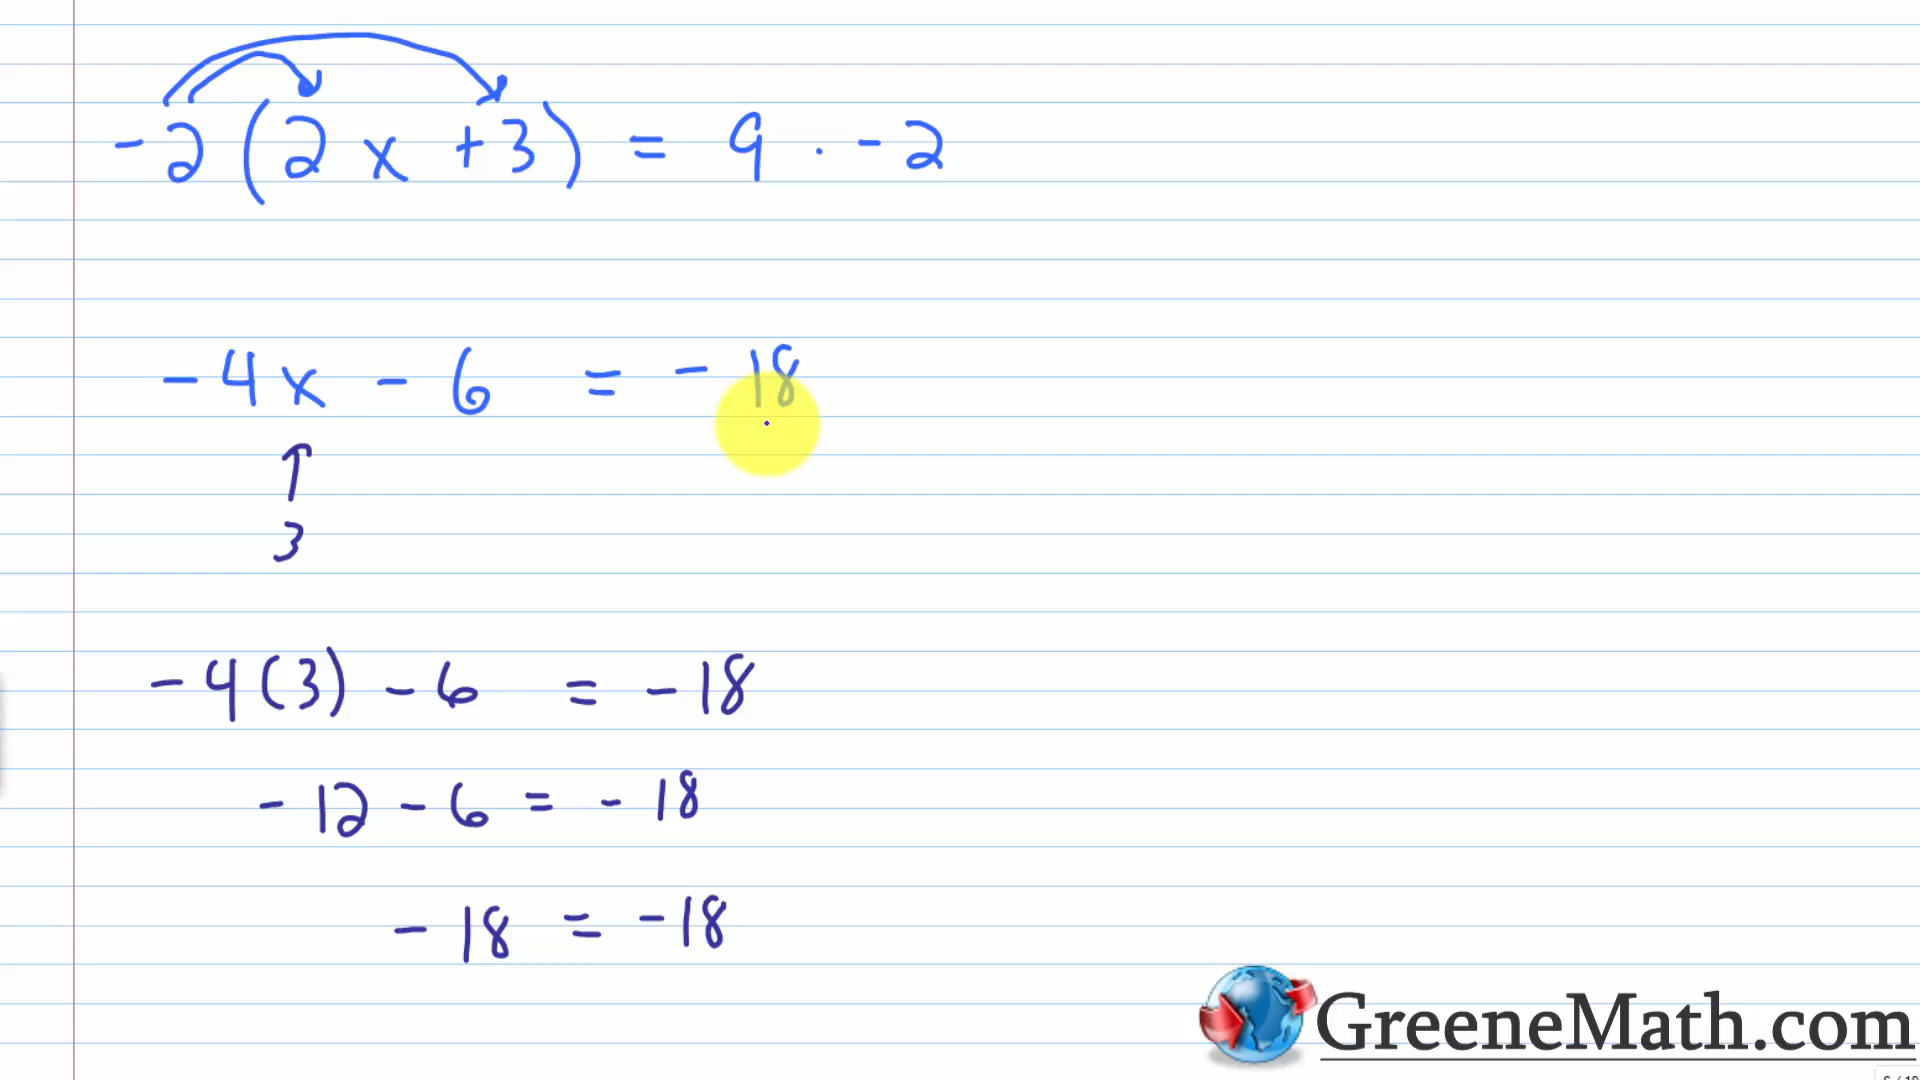 -2(2x +3) = 9 · -2
-4x - 6 = -18
↑
3
-4(3) - 6 = -18
-12 - 6 = -18
-18 = -18
GreeneMath.com